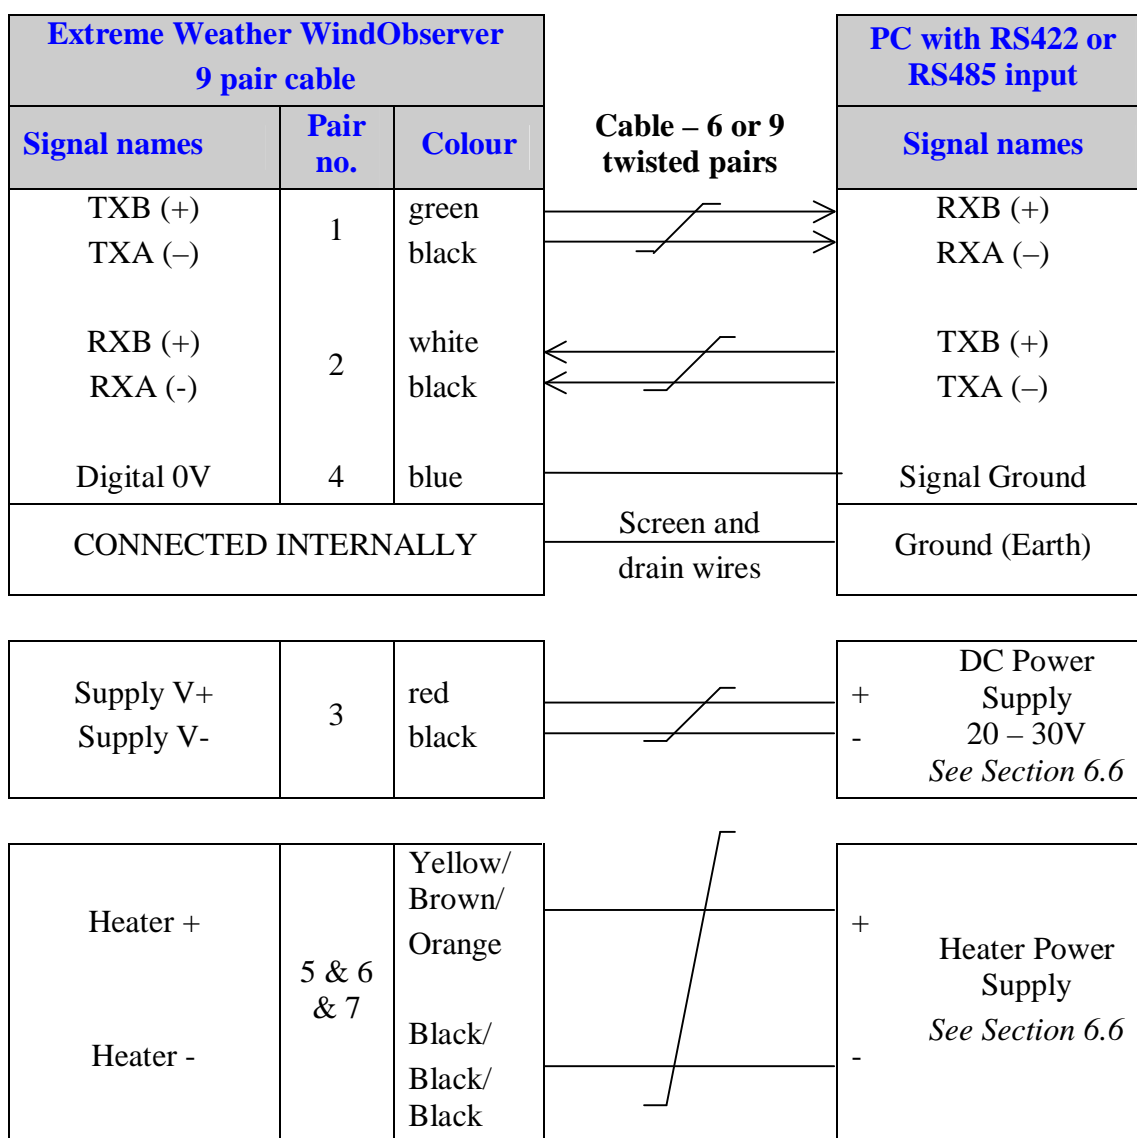 Extreme Weather WindObserver
9 pair cable
PC with RS422 or
RS485 input
Signal names
Pair
no.
Colour
Cable – 6 or 9
twisted pairs
Signal names
TXB (+)
1
green
RXB (+)
TXA (–)
black
RXA (–)
RXB (+)
2
white
TXB (+)
RXA (-)
black
TXA (–)
Digital 0V
4
blue
Signal Ground
CONNECTED INTERNALLY
Screen and
drain wires
Ground (Earth)
Supply V+
Supply V-
3
red
black
+
-
DC Power
Supply
20 – 30V
See Section 6.6
Heater +
Heater -
5 & 6
& 7
Yellow/
Brown/
Orange
Black/
Black/
Black
+
-
Heater Power
Supply
See Section 6.6